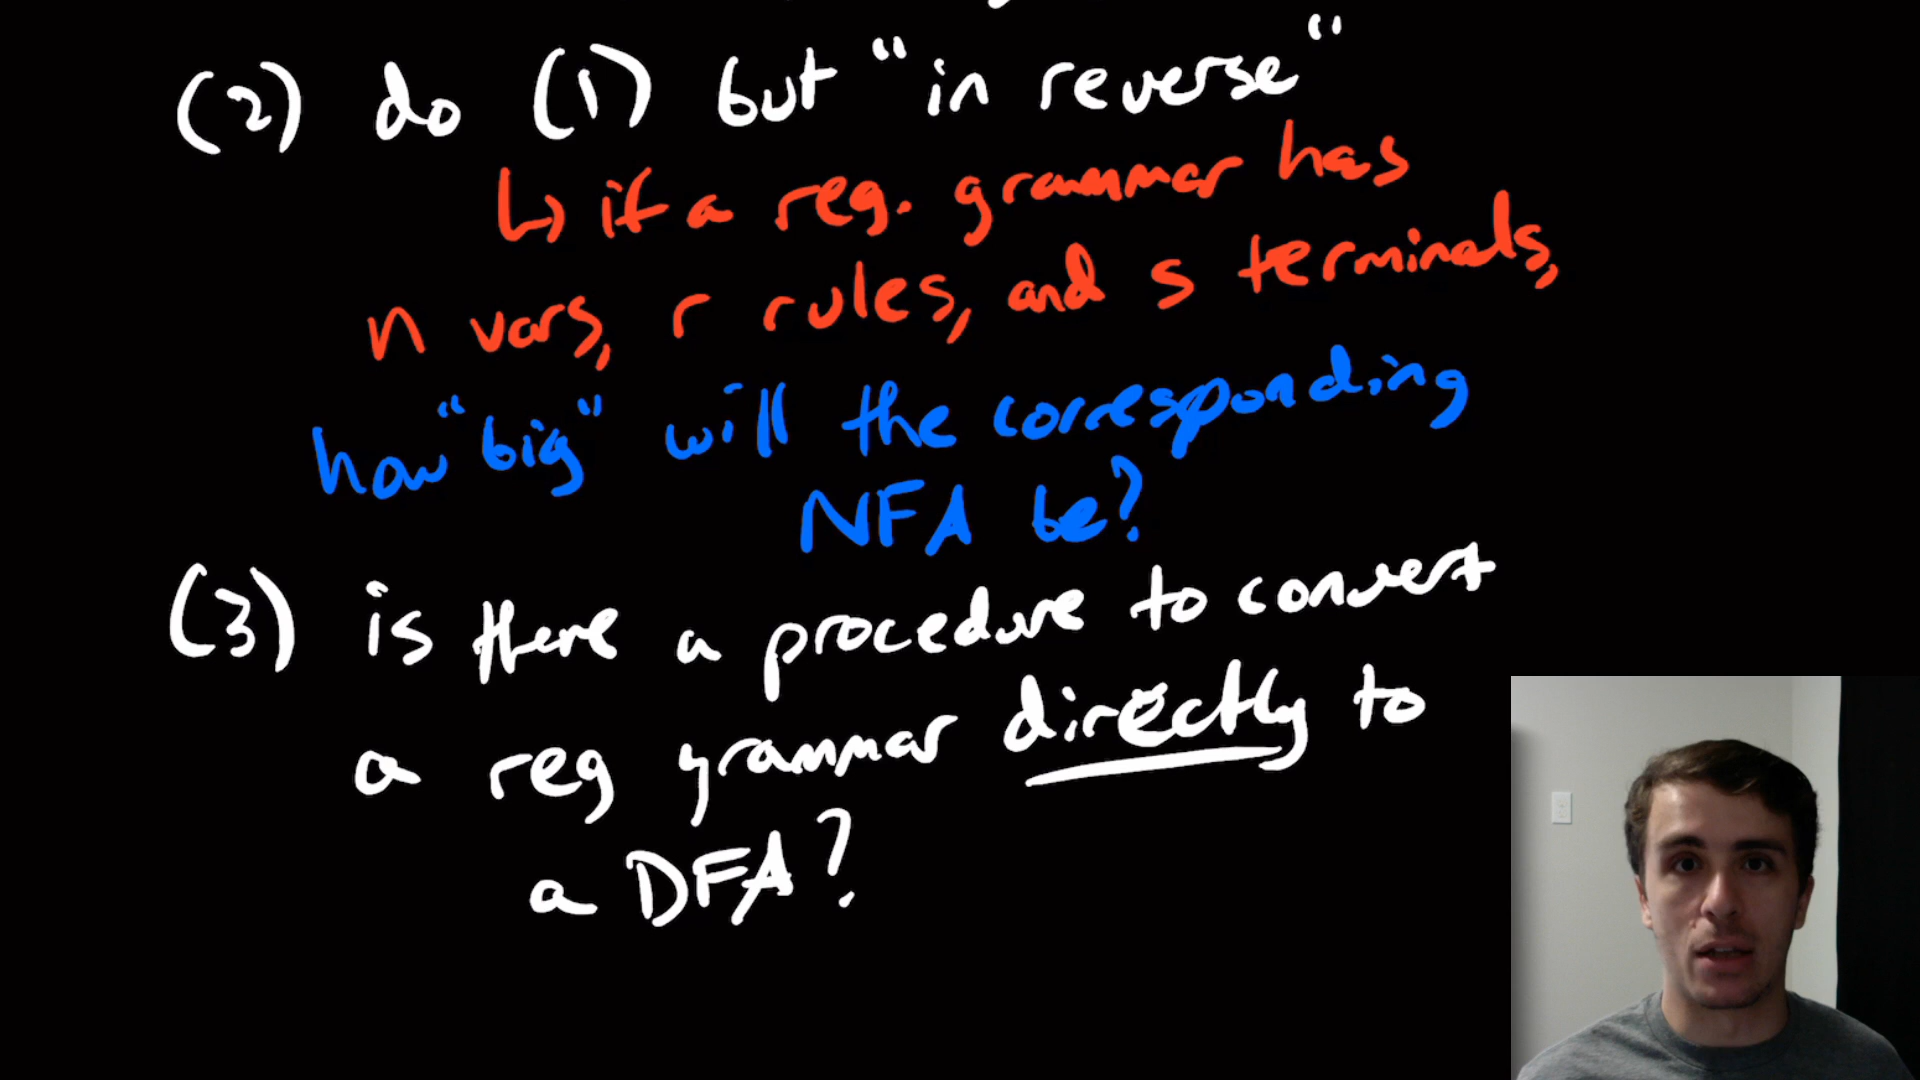 (2) do (1) but "in reverse"
↳ if a reg. grammar has
n vars, r rules, and s terminals,
how "big" will the corresponding
NFA be?
(3) is there a procedure to convert
a reg grammar directly to
a DFA?